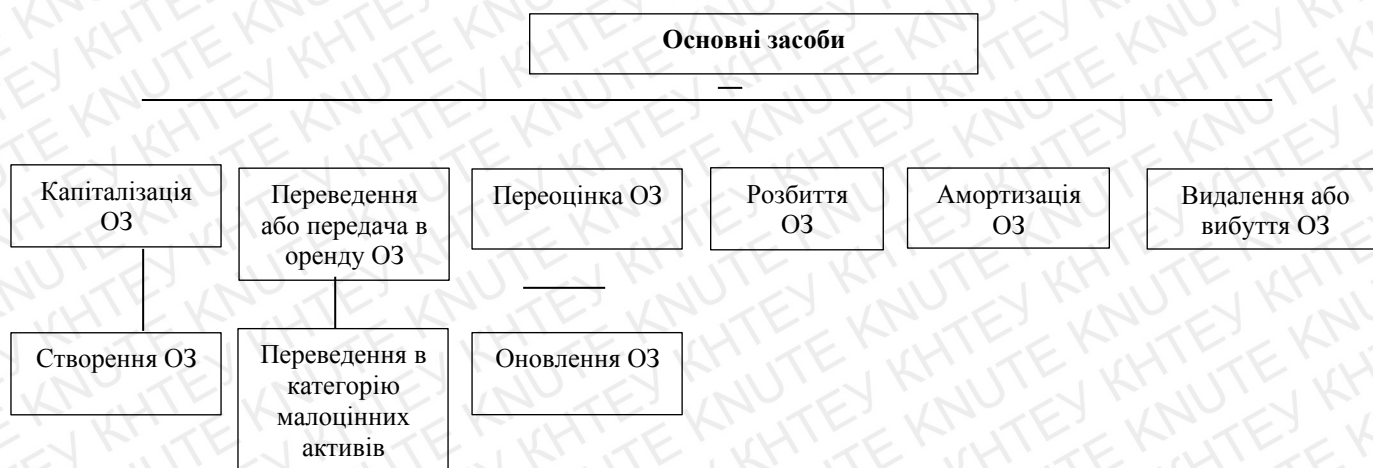 Основні засоби
Капіталізація
ОЗ
Переведення
або передача в
оренду ОЗ
Переоцінка ОЗ
Розбиття
ОЗ
Амортизація
ОЗ
Видалення або
вибуття ОЗ
Створення ОЗ
Переведення в
категорію
малоцінних
активів
Оновлення ОЗ